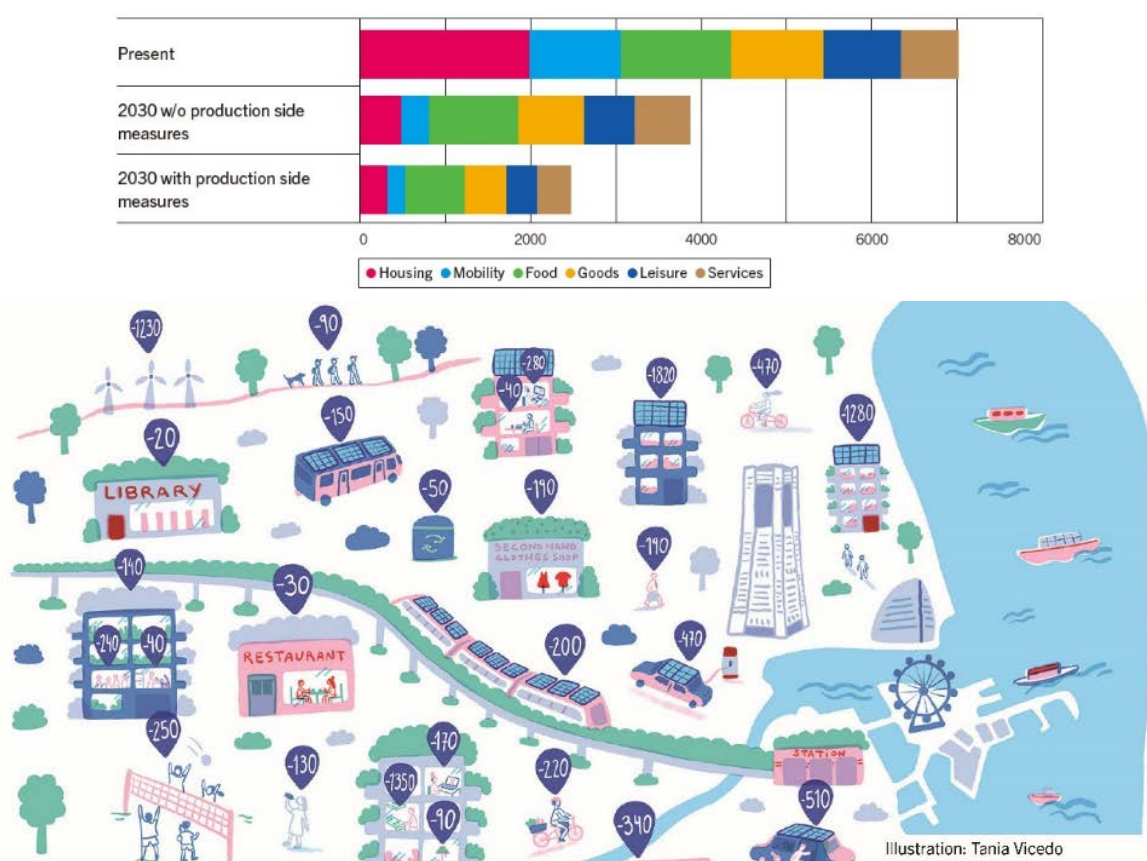 Present
2030 w/o production side
measures
2030 with production side
measures
0 2000 4000 6000 8000
Housing Mobility Food Goods Leisure Services
-1230
-90
-280
-40
-1820
-470
-1280
-20
-150
-50
-190
LIBRARY
SECOND HAND
CLOTHES SHOP
-190
-140
-30
-240
-40
RESTAURANT
-200
-470
-250
-130
-170
-1350
-90
-220
-340
STATION
-510
Illustration: Tania Vicedo